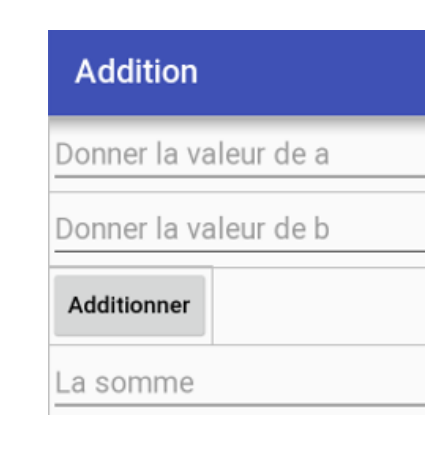 Addition
Donner la valeur de a
Donner la valeur de b
Additionner
La somme